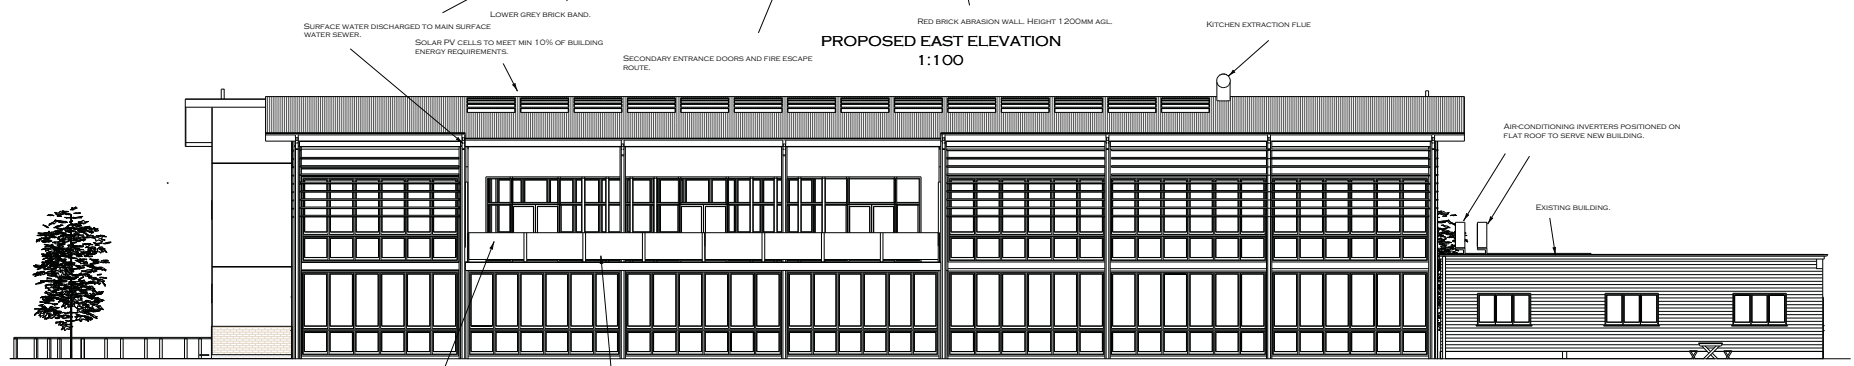 LOWER GREY BRICK BAND.
SURFACE WATER DISCHARGED TO MAIN SURFACE
WATER SEWER.
SOLAR PV CELLS TO MEET MIN 10% OF BUILDING
ENERGY REQUIREMENTS.
SECONDARY ENTRANCE DOORS AND FIRE ESCAPE
ROUTE.
RED BRICK ABRASION WALL. HEIGHT 1200MM AGL.
PROPOSED EAST ELEVATION
1:100
KITCHEN EXTRACTION FLUE
AIR-CONDITIONING INVERTERS POSITIONED ON
FLAT ROOF TO SERVE NEW BUILDING.
EXISTING BUILDING.